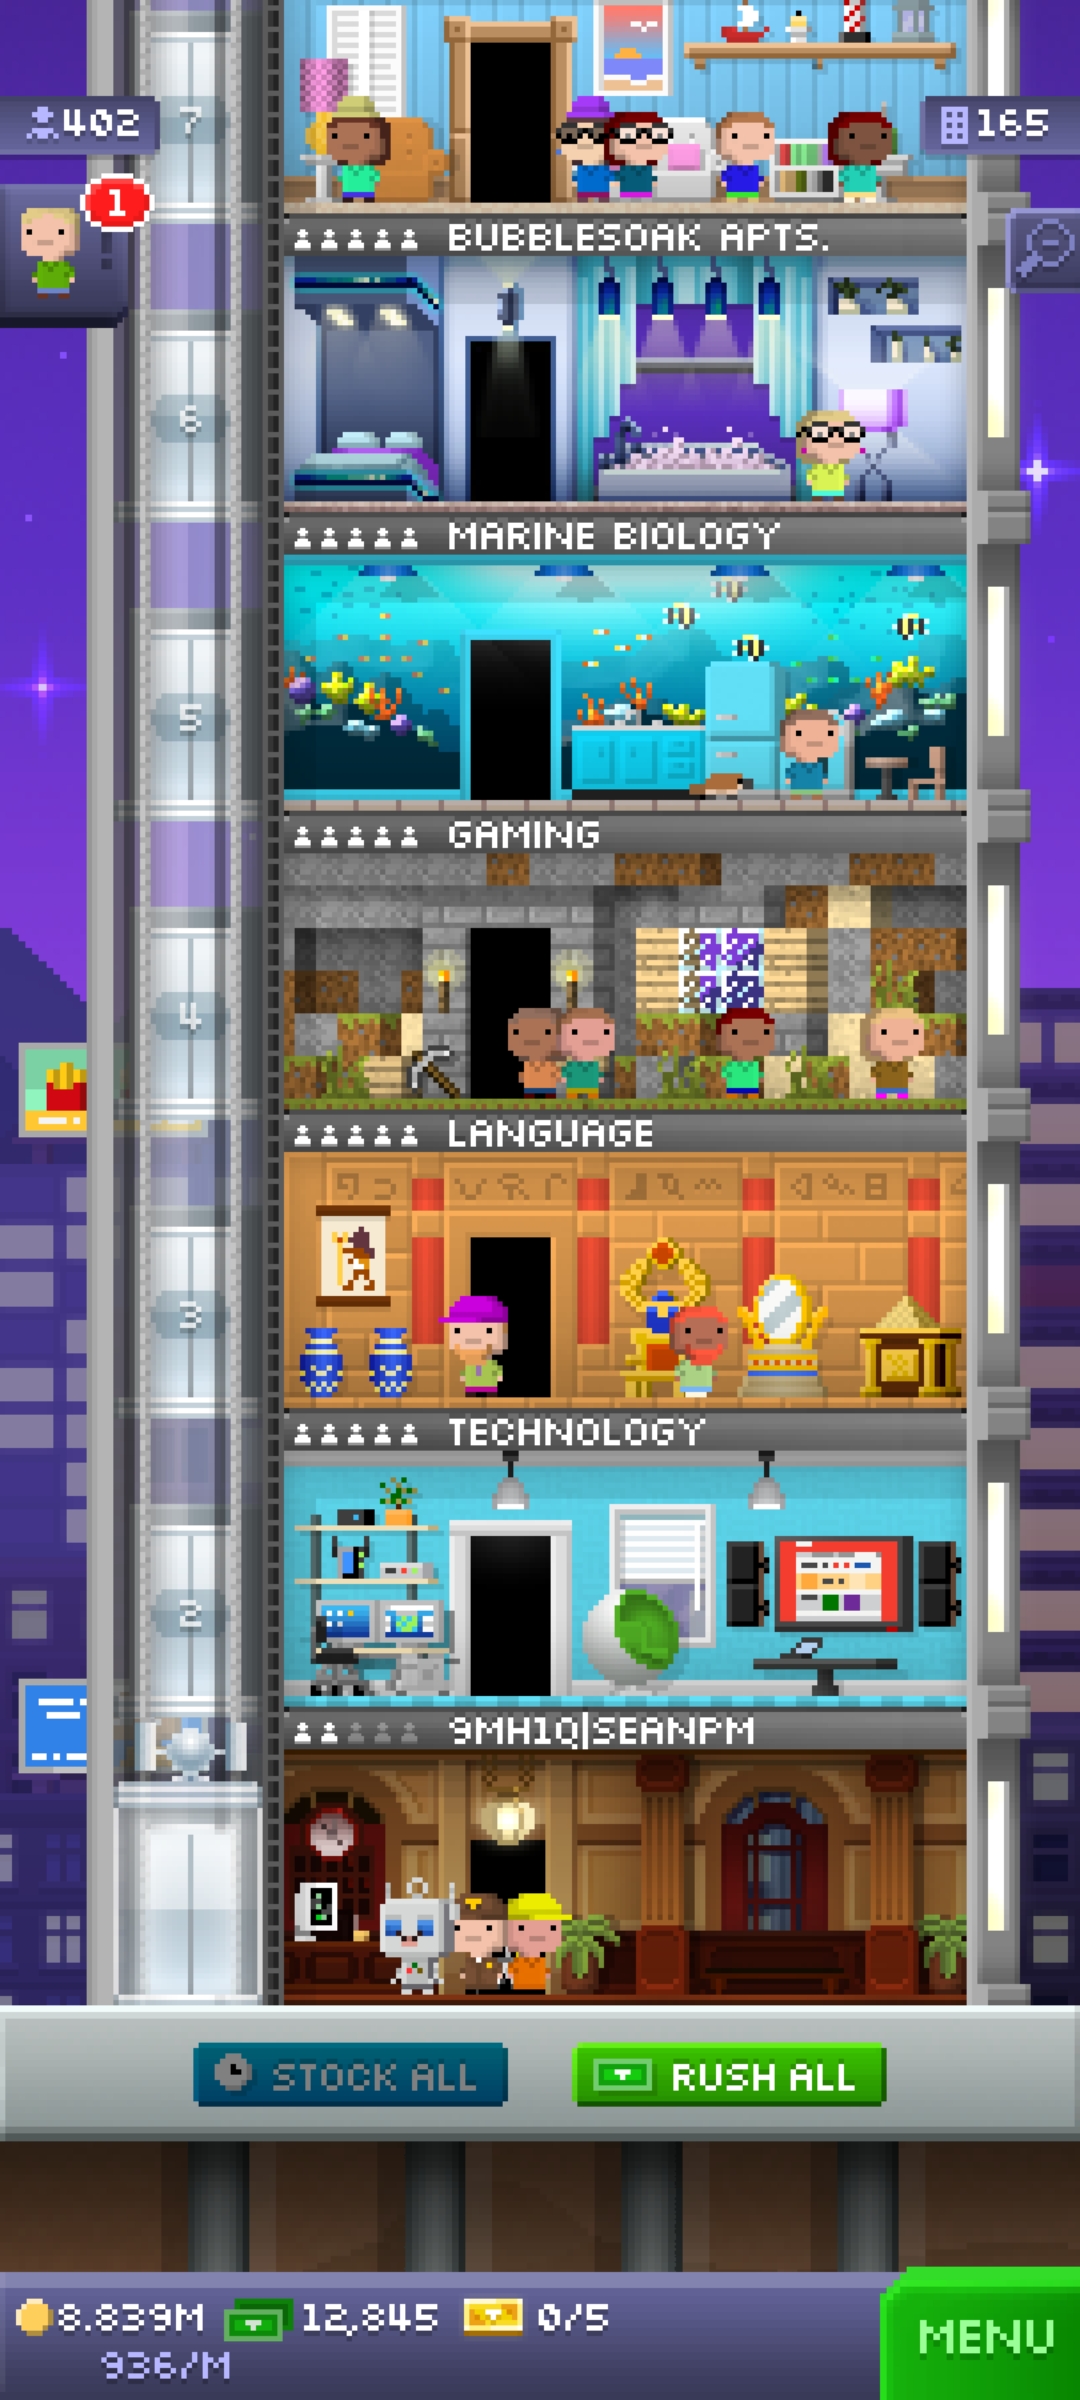 7
402
165
1
BUBBLESOAK APTS.
6
MARINE BIOLOGY
5
GAMING
4
LANGUAGE
3
TECHNOLOGY
2
9MH1Q|SEANPM
STOCK ALL
RUSH ALL
8.839M
12,845
0/5
936/M
MENU